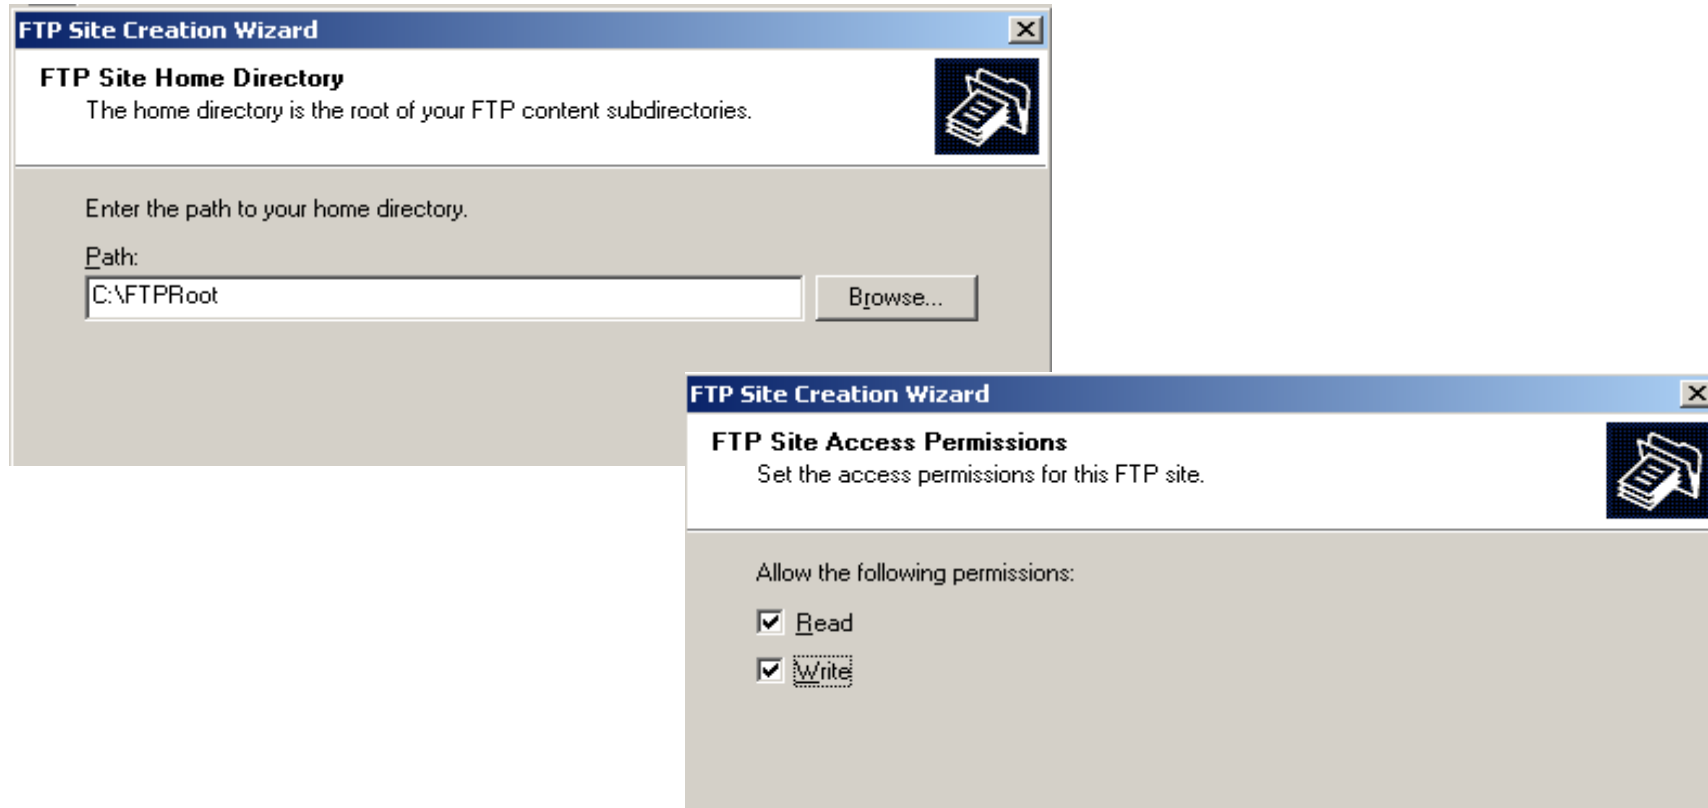 FTP Site Creation Wizard
FTP Site Home Directory
The home directory is the root of your FTP content subdirectories.
Enter the path to your home directory.
Path:
C:\FTPRoot
Browse...
FTP Site Creation Wizard
FTP Site Access Permissions
Set the access permissions for this FTP site.
Allow the following permissions:
Read
Write